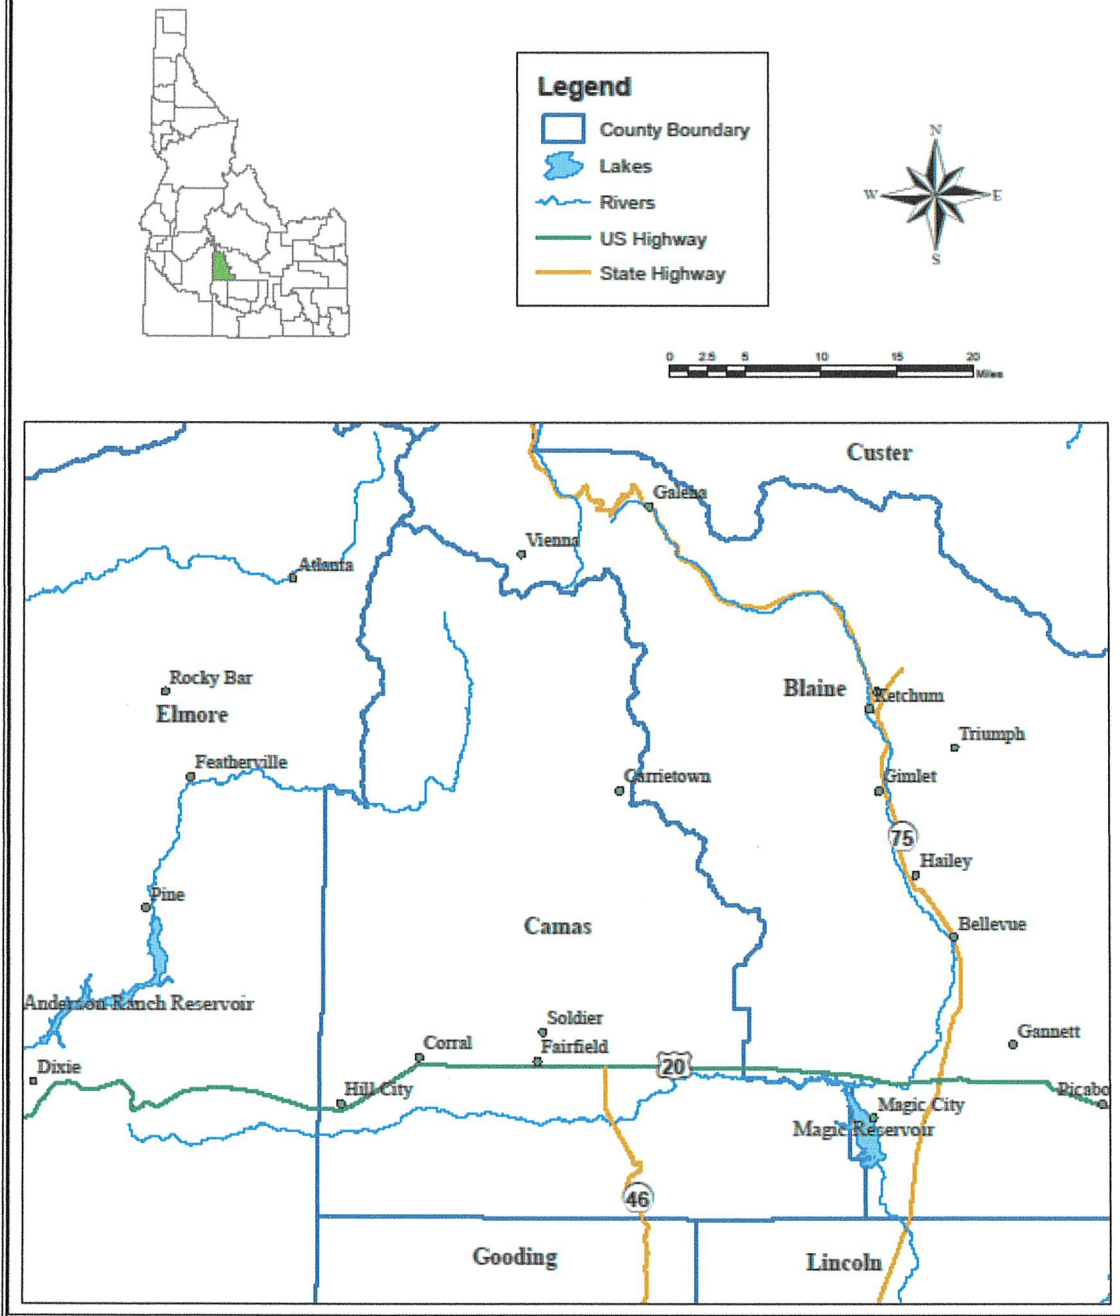 Legend
County Boundary
Lakes
Rivers
US Highway
State Highway
N
W
E
S
0 2.5 5 10 15 20
Miles
Custer
Galena
Vienna
Atlanta
Rocky Bar
Elmore
Blaine
Ketchum
Triumph
Featherville
Carrietown
Gimlet
75
Hailey
Pine
Camas
Bellevue
Anderson Ranch Reservoir
Soldier
Gannett
Corral
Fairfield
Dixie
20
Hill City
Picabo
Magic City
Magic Reservoir
46
Gooding
Lincoln